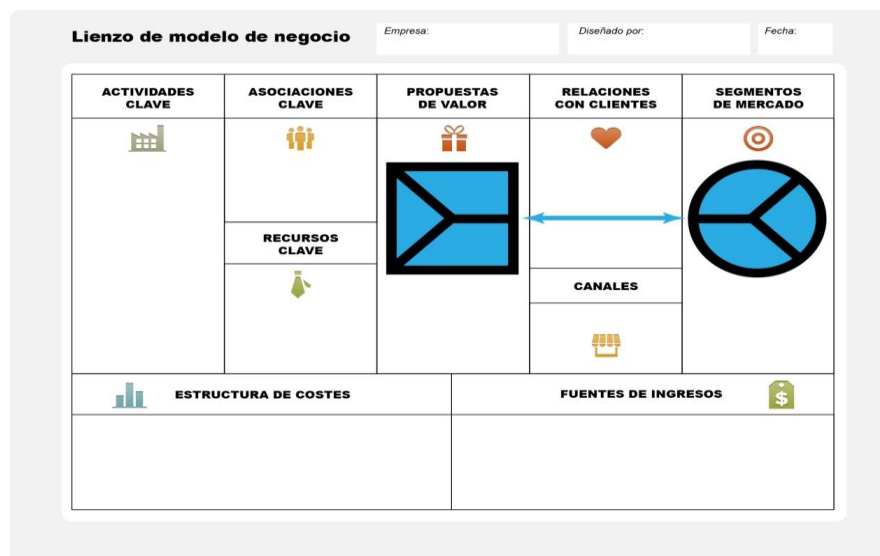 Lienzo de modelo de negocio
Empresa:
Diseñado por:
Fecha:
ACTIVIDADES
CLAVE
ASOCIACIONES
CLAVE
PROPUESTAS
DE VALOR
RELACIONES
CON CLIENTES
SEGMENTOS
DE MERCADO
RECURSOS
CLAVE
CANALES
ESTRUCTURA DE COSTES
FUENTES DE INGRESOS
$